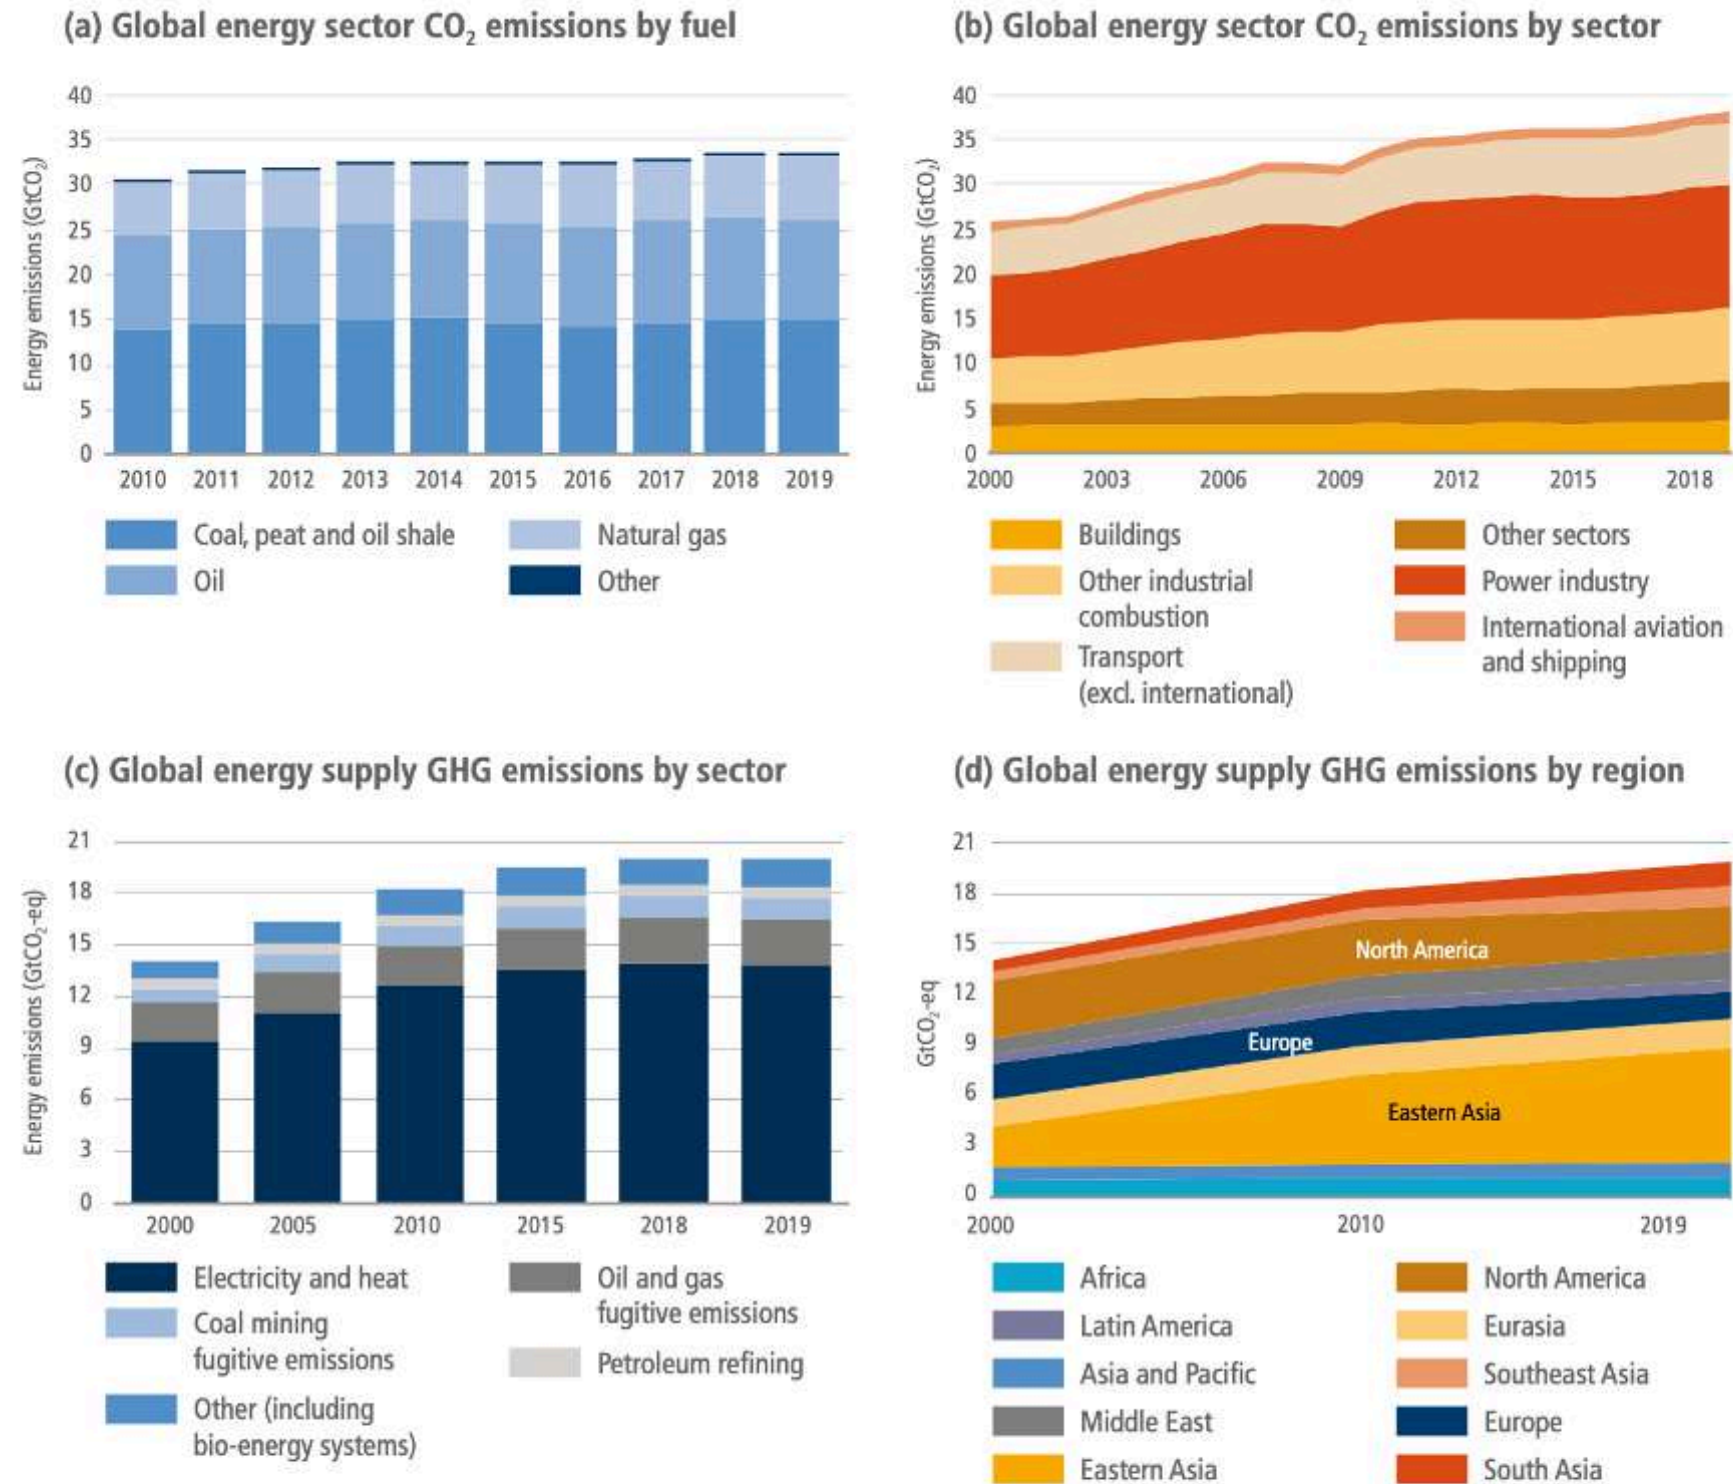 (a) Global energy sector CO₂ emissions by fuel
Energy emissions (GtCO₂)
40
35
30
25
20
15
10
5
0
2010 2011 2012 2013 2014 2015 2016 2017 2018 2019
Coal, peat and oil shale
Natural gas
Oil
Other
(b) Global energy sector CO₂ emissions by sector
Energy emissions (GtCO₂)
40
35
30
25
20
15
10
5
0
2000 2003 2006 2009 2012 2015 2018
Buildings
Other sectors
Other industrial
combustion
Power industry
International aviation
and shipping
Transport
(excl. international)
(c) Global energy supply GHG emissions by sector
Energy emissions (GtCO₂-eq)
21
18
15
12
9
6
3
0
2000 2005 2010 2015 2018 2019
Electricity and heat
Oil and gas
fugitive emissions
Coal mining
fugitive emissions
Petroleum refining
Other (including
bio-energy systems)
(d) Global energy supply GHG emissions by region
GtCO₂-eq
21
18
15
12
9
6
3
0
North America
Europe
Eastern Asia
2000 2010 2019
Africa
North America
Latin America
Eurasia
Asia and Pacific
Southeast Asia
Middle East
Europe
Eastern Asia
South Asia